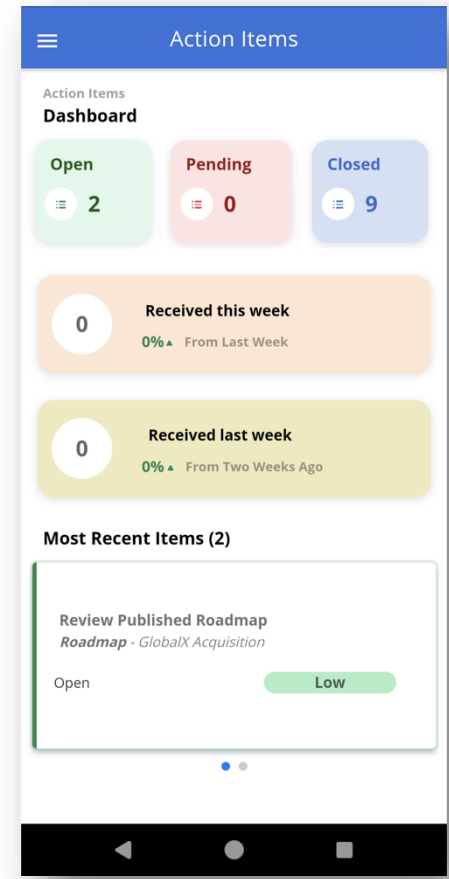 Action Items
Action Items
Dashboard
Open Pending Closed
2 0 9
0 Received this week
0% From Last Week
0 Received last week
0% From Two Weeks Ago
Most Recent Items (2)
Review Published Roadmap
Roadmap - GlobalX Acquisition
Open Low